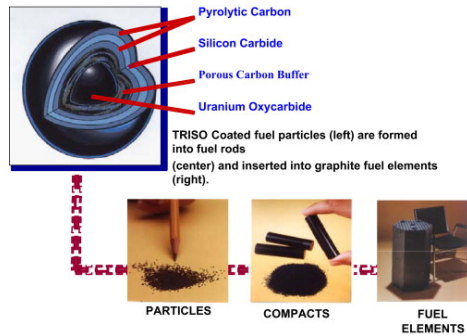 Pyrolytic Carbon
Silicon Carbide
Porous Carbon Buffer
Uranium Oxycarbide
TRISO Coated fuel particles (left) are formed
into fuel rods
(center) and inserted into graphite fuel elements
(right).
PARTICLES
COMPACTS
FUEL
ELEMENTS